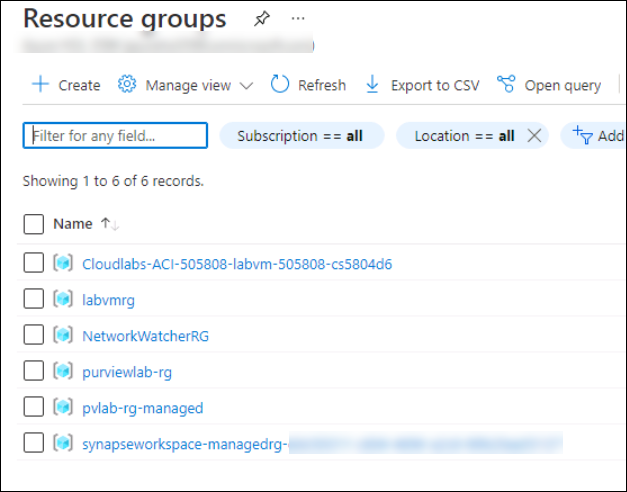 Resource groups
Create Manage view Refresh Export to CSV Open query
Filter for any field... Subscription == all Location == all Add
Showing 1 to 6 of 6 records.
Name ↑↓
Cloudlabs-ACI-505808-labvm-505808-cs5804d6
labvmrg
NetworkWatcherRG
purviewlab-rg
pvlab-rg-managed
synapseworkspace-managedrg-